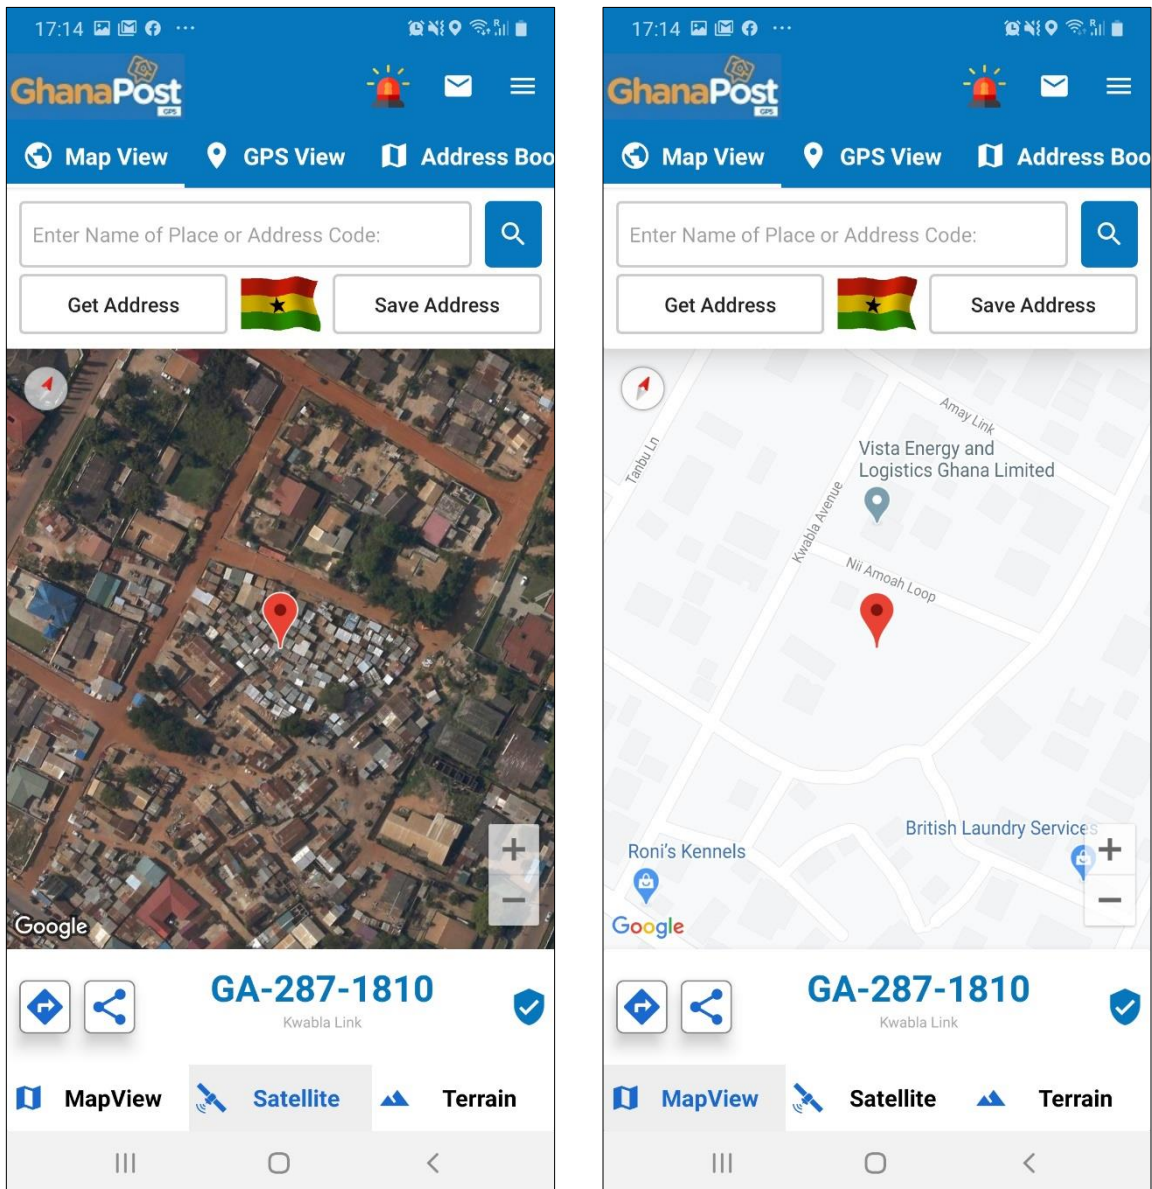 17:14
GhanaPost
GPS
Map View
GPS View
Address Boo
Enter Name of Place or Address Code:
Get Address
Save Address
Google
GA-287-1810
Kwabla Link
MapView
Satellite
Terrain
17:14
GhanaPost
GPS
Map View
GPS View
Address Boo
Enter Name of Place or Address Code:
Get Address
Save Address
Amay Link
Tanbu Ln
Vista Energy and
Logistics Ghana Limited
Kwabla Avenue
Nii Amoah Loop
British Laundry Services
Roni's Kennels
Google
GA-287-1810
Kwabla Link
MapView
Satellite
Terrain